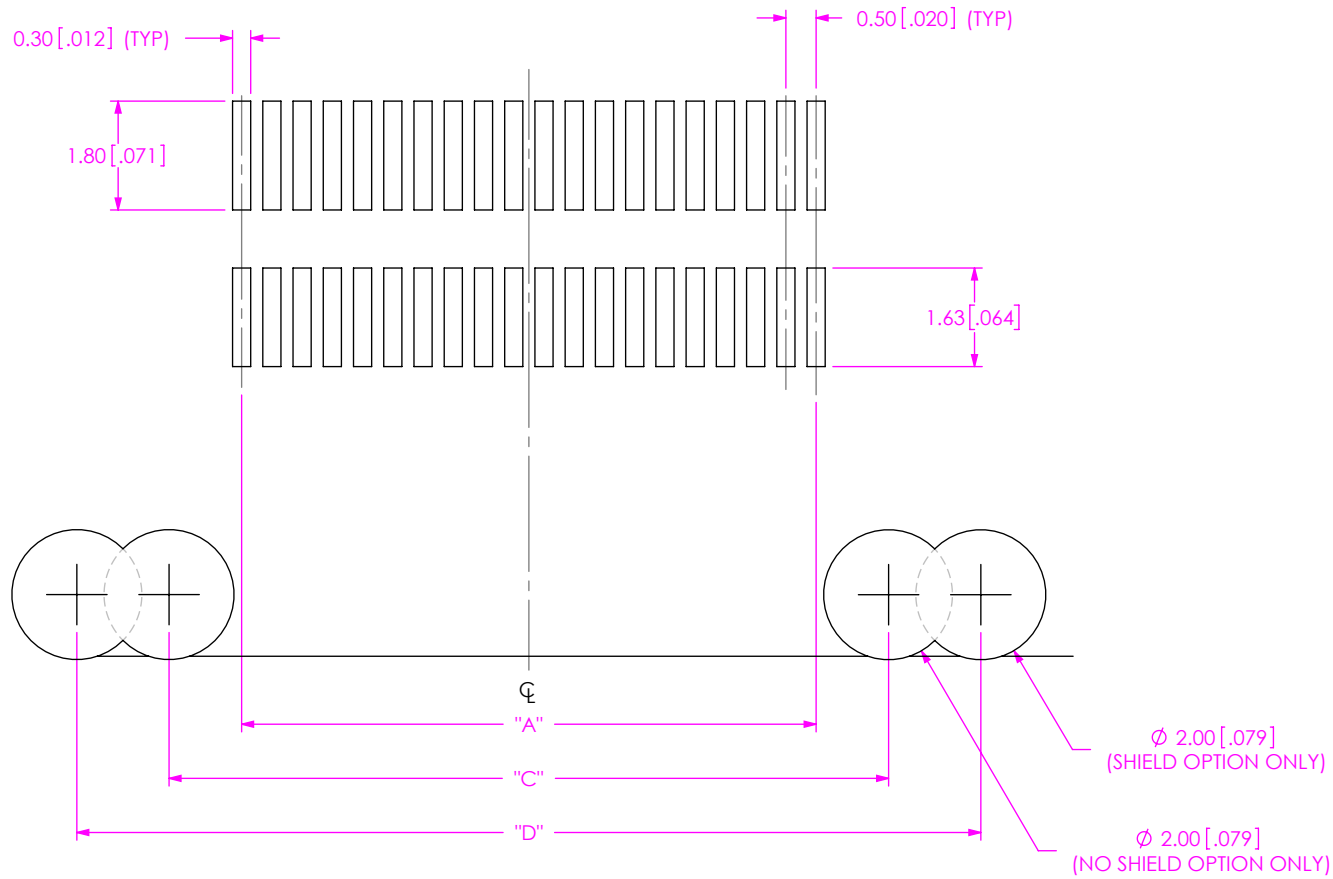 0.30[.012] (TYP)
0.50[.020] (TYP)
1.80[.071]
1.63[.064]
℄
"A"
Ø 2.00[.079]
(SHIELD OPTION ONLY)
"C"
"D"
Ø 2.00[.079]
(NO SHIELD OPTION ONLY)